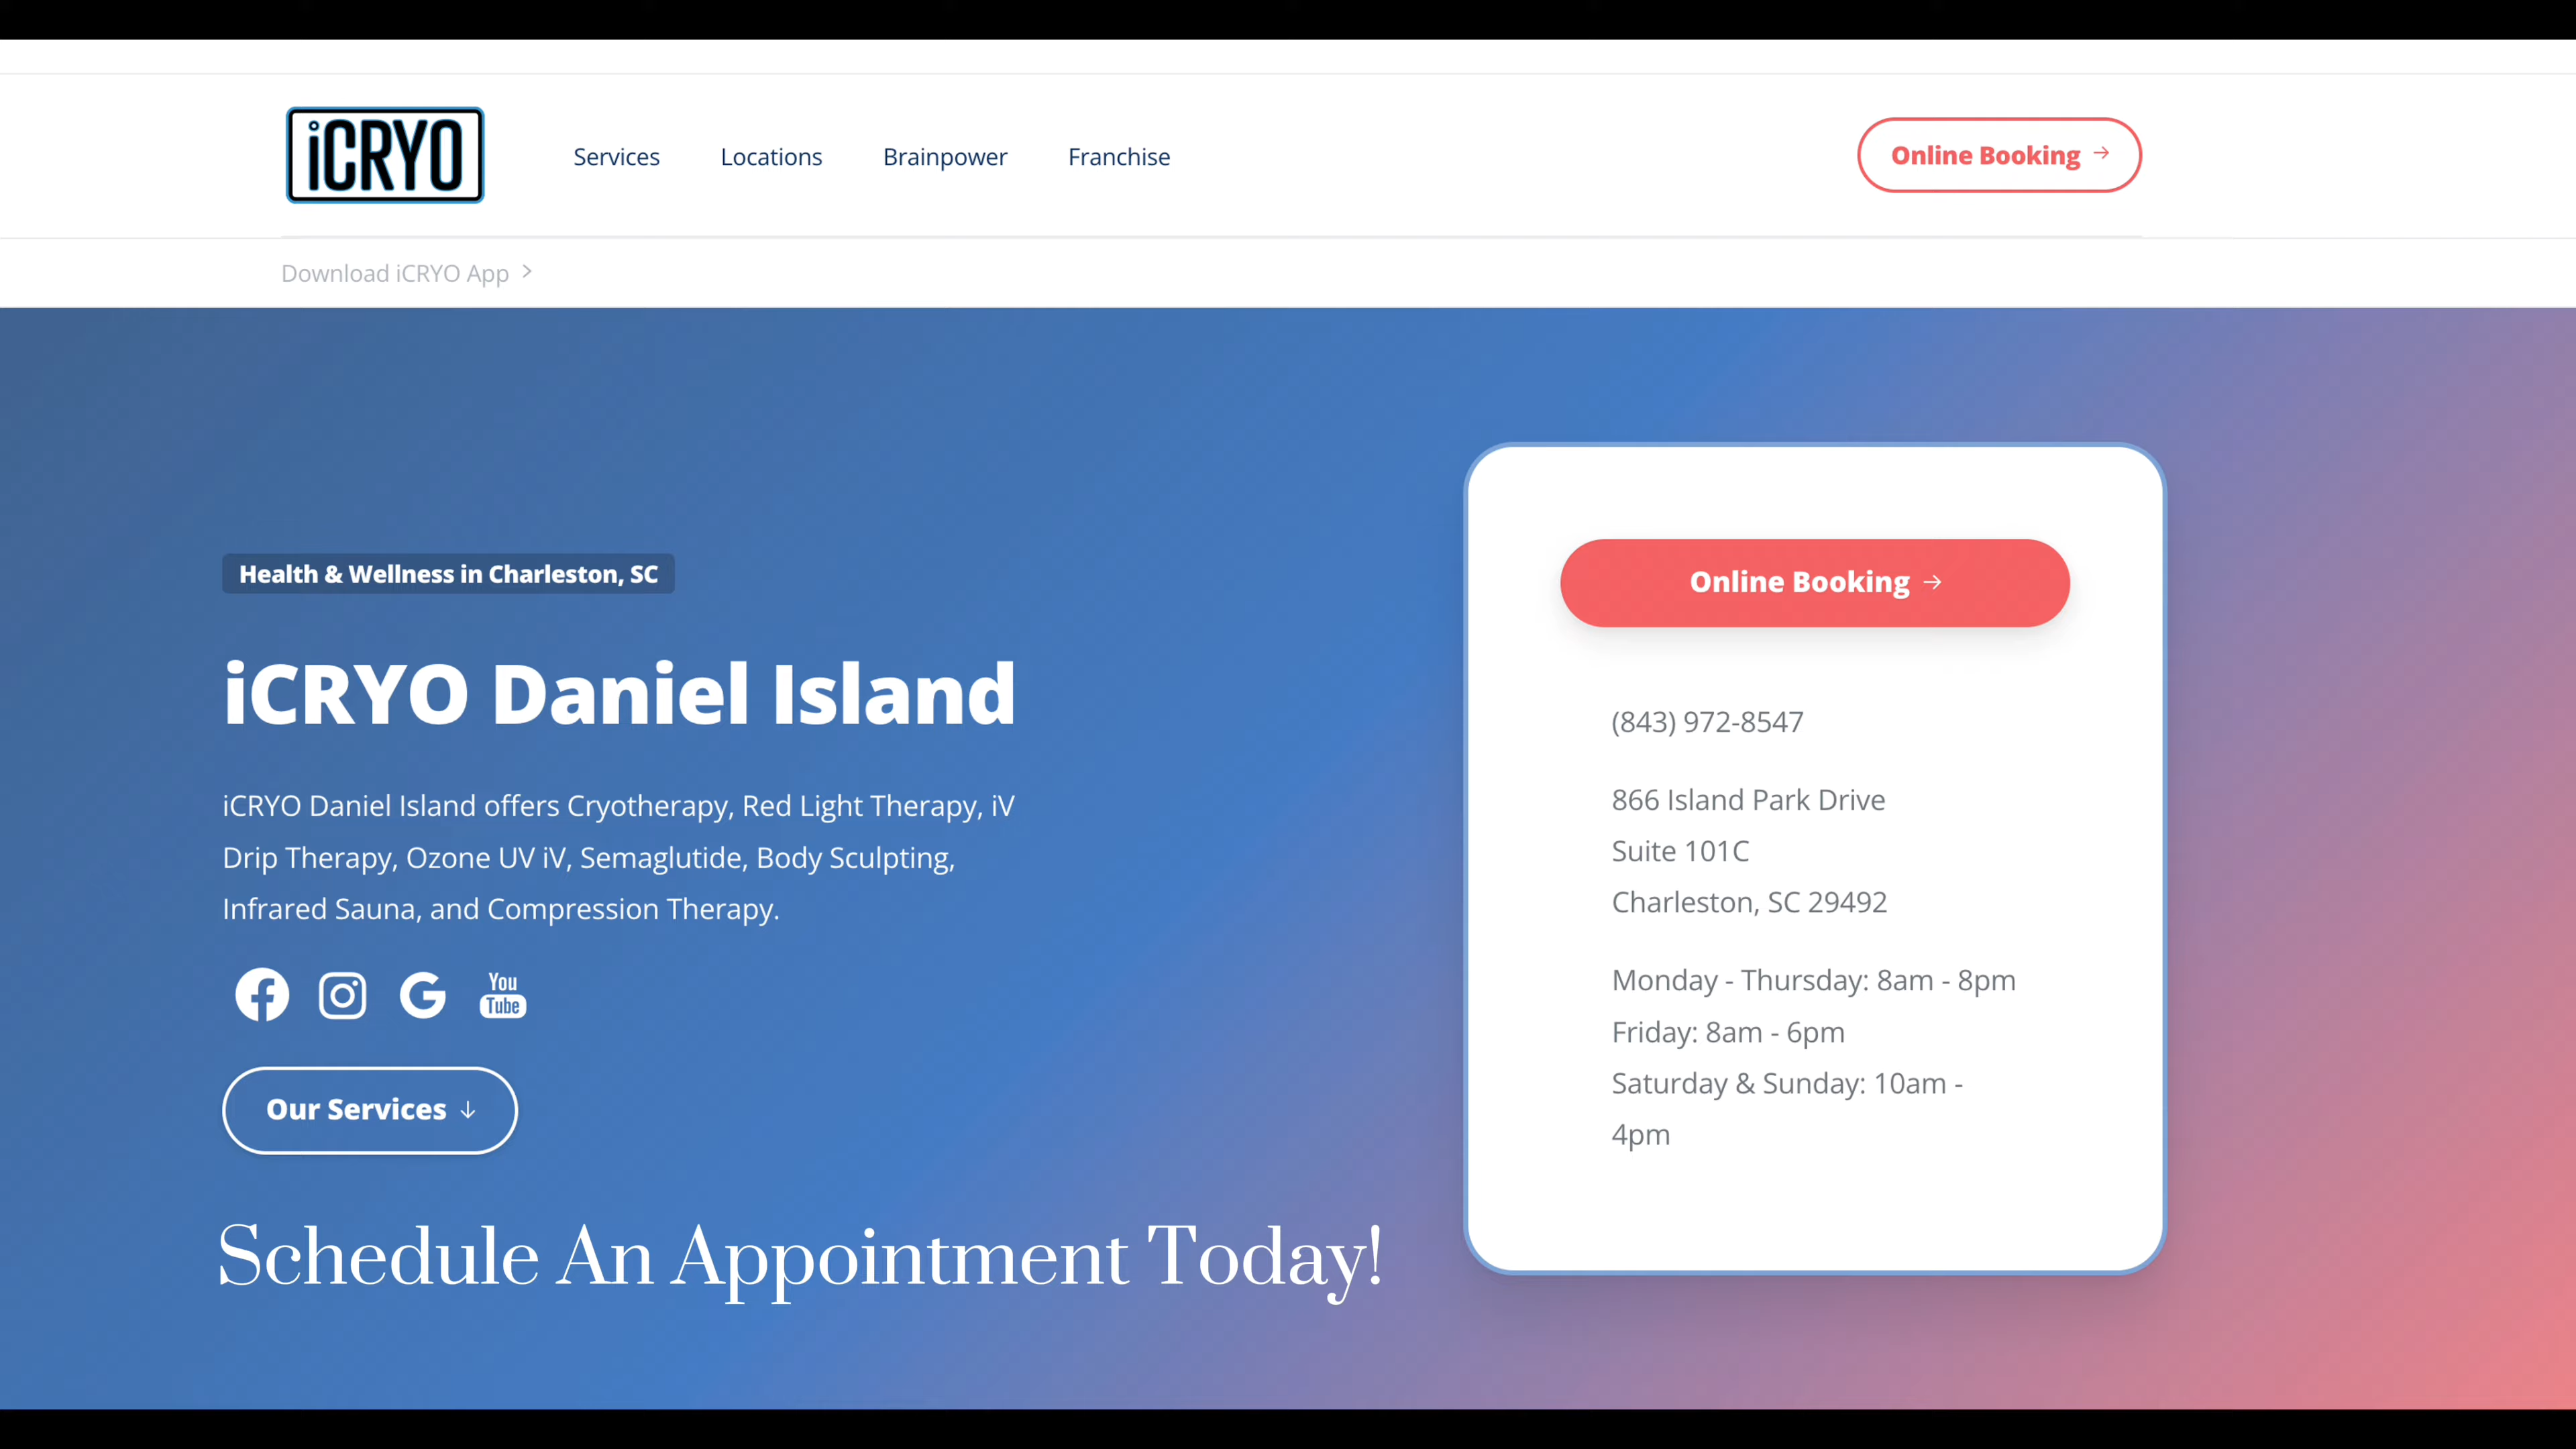 iCRYO
Services
Locations
Brainpower
Franchise
Online Booking →
Download iCRYO App >
Health & Wellness in Charleston, SC
iCRYO Daniel Island
iCRYO Daniel Island offers Cryotherapy, Red Light Therapy, iV
Drip Therapy, Ozone UV iV, Semaglutide, Body Sculpting,
Infrared Sauna, and Compression Therapy.
You
Tube
Our Services ↓
Schedule An Appointment Today!
Online Booking →
(843) 972-8547
866 Island Park Drive
Suite 101C
Charleston, SC 29492
Monday - Thursday: 8am - 8pm
Friday: 8am - 6pm
Saturday & Sunday: 10am -
4pm